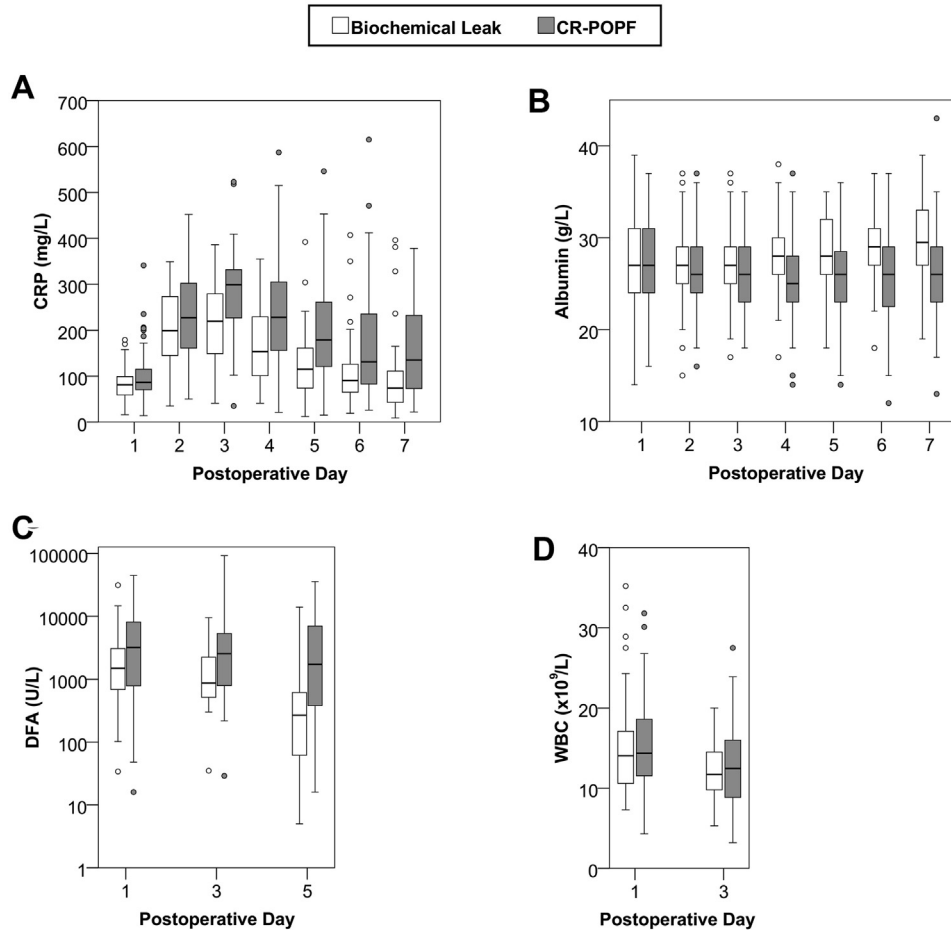 Biochemical Leak CR-POPF
A
700
600
500
400
300
200
100
0
CRP (mg/L)
1 2 3 4 5 6 7
Postoperative Day
B
40
30
20
10
Albumin (g/L)
1 2 3 4 5 6 7
Postoperative Day
C
100000
10000
1000
100
10
1
DFA (U/L)
1 3 5
Postoperative Day
D
40
30
20
10
0
WBC (x10⁹/L)
1 3
Postoperative Day